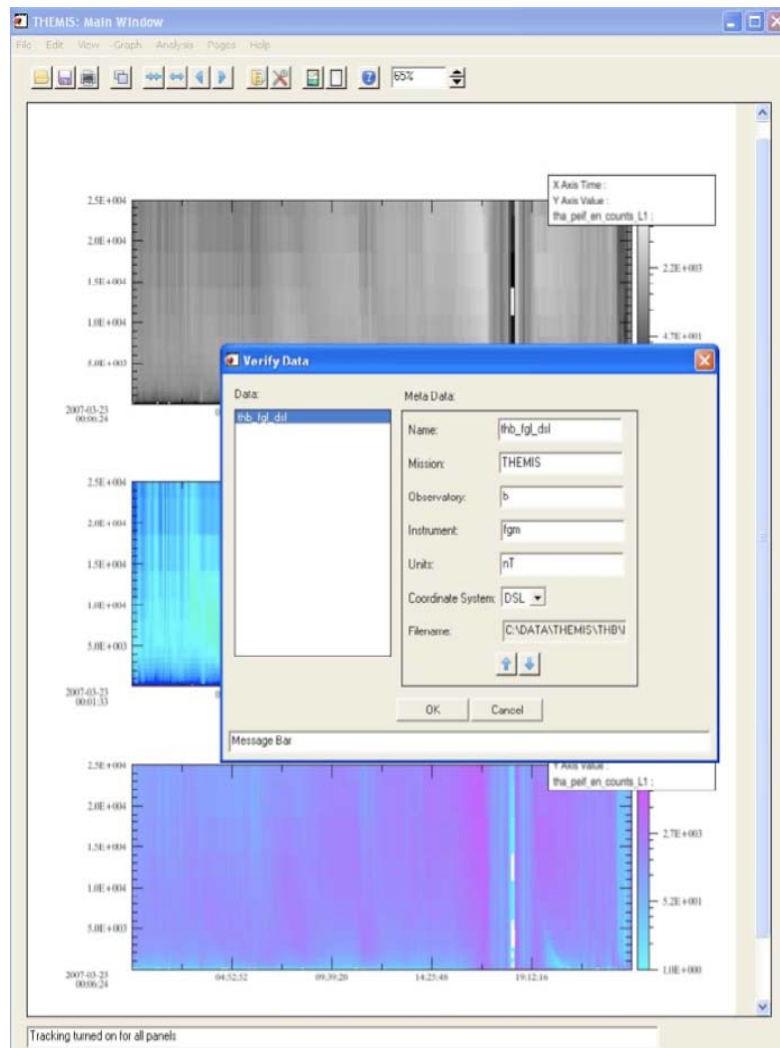 THEMIS: Main Window
File Edit View Graph Analysis Pages Help
65%
X Axis Time :
Y Axis Value :
tha_peif_en_counts_L1 :
2.5E+004
2.0E+004
1.5E+004
1.0E+004
5.0E+003
2.2E+003
4.7E+001
2007-03-23
00:06:24
Verify Data
Data:
Meta Data:
thb_fgl_dsl
Name: thb_fgl_dsl
Mission: THEMIS
Observatory: b
Instrument: fgm
Units: nT
Coordinate System: DSL
Filename: C:\DATA\THEMIS\THB\
OK Cancel
Message Bar
2.5E+004
2.0E+004
1.5E+004
1.0E+004
5.0E+003
2007-03-23
00:01:33
Y Axis Value :
tha_peif_en_counts_L1 :
2.5E+004
2.0E+004
1.5E+004
1.0E+004
5.0E+003
2.7E+003
5.2E+001
1.0E+000
2007-03-23
00:06:24
04:52:52 09:39:20 14:25:48 19:12:16
Tracking turned on for all panels